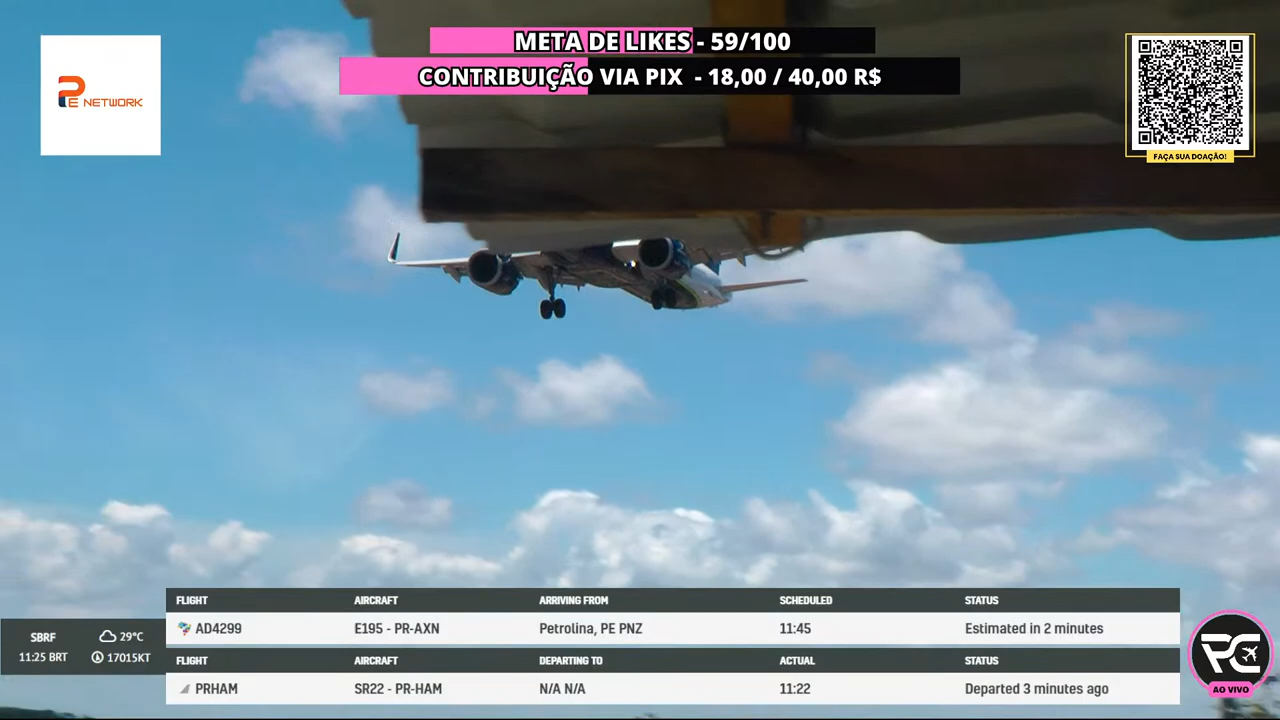 META DE LIKES - 59/100
CONTRIBUIÇÃO VIA PIX - 18,00 / 40,00 R$
PE NETWORK
FAÇA SUA DOAÇÃO!
FLIGHT AIRCRAFT ARRIVING FROM SCHEDULED STATUS
AD4299 E195 - PR-AXN Petrolina, PE PNZ 11:45 Estimated in 2 minutes
FLIGHT AIRCRAFT DEPARTING TO ACTUAL STATUS
PRHAM SR22 - PR-HAM N/A N/A 11:22 Departed 3 minutes ago
SBRF 29°C
11:25 BRT 17015KT
PC
AO VIVO